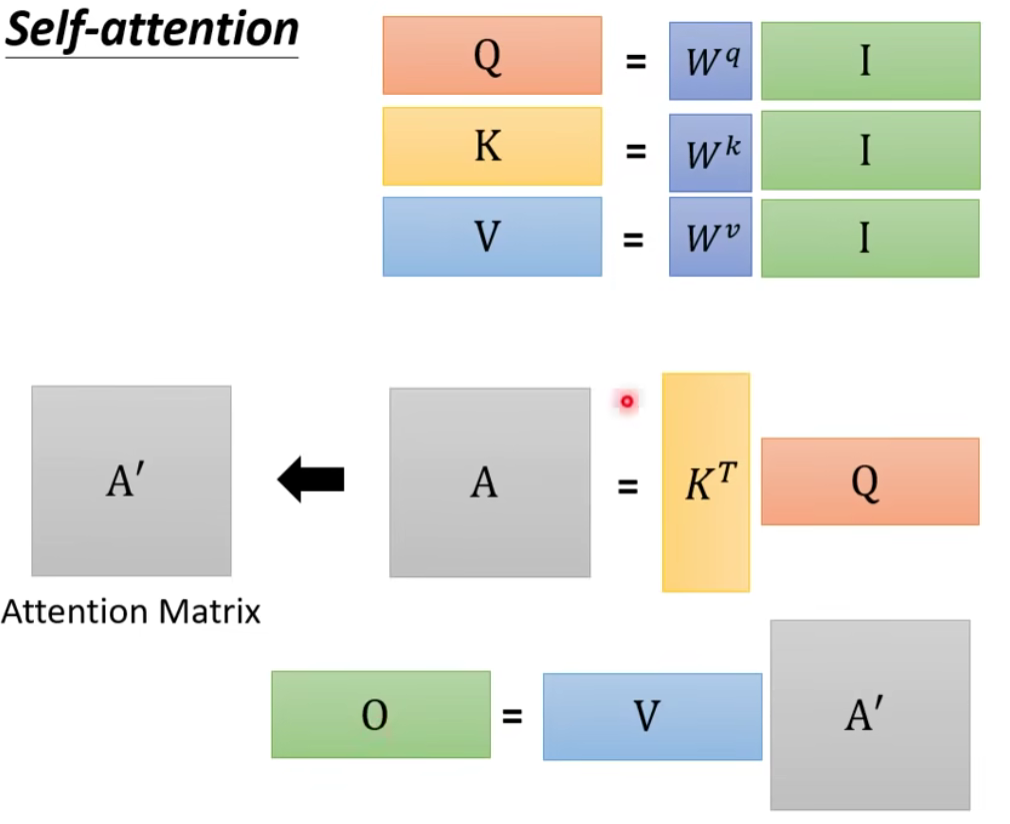 Self-attention
Q = W^q I
K = W^k I
V = W^v I
A′ A = K^T Q
Attention Matrix
O = V A′